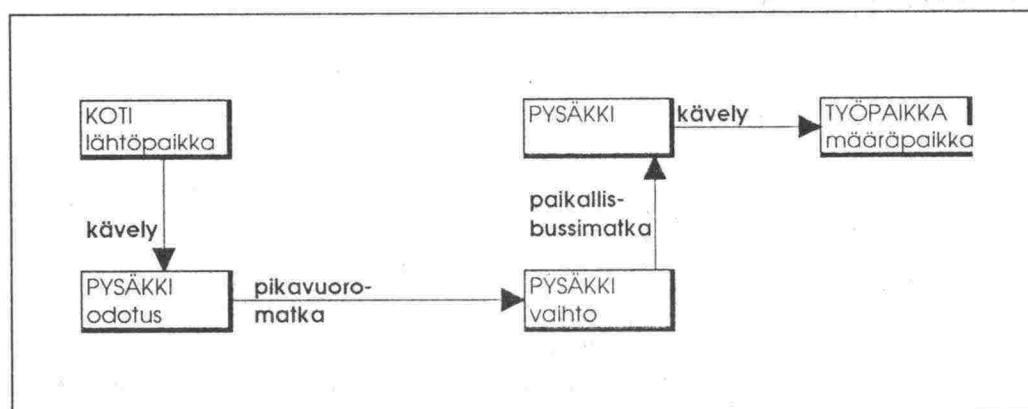 KOTI
lähtöpaikka
kävely
PYSÄKKI
odotus
pikavuoro-
matka
PYSÄKKI
vaihto
paikallis-
bussimatka
PYSÄKKI
kävely
TYÖPAIKKA
määräpaikka